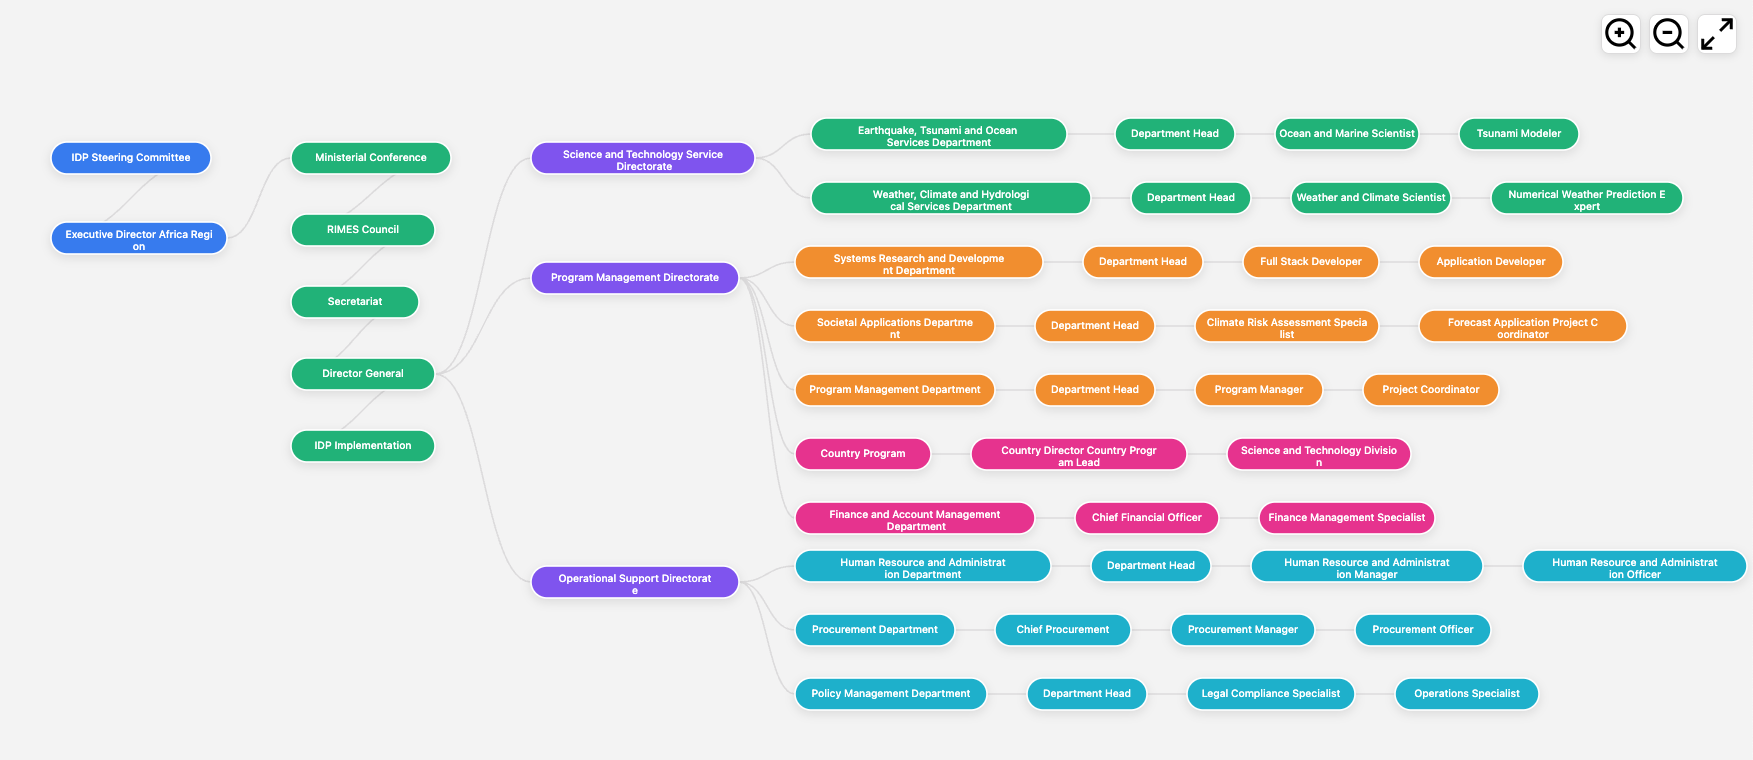 IDP Steering Committee
Executive Director Africa Regi
on
Ministerial Conference
RIMES Council
Secretariat
Director General
IDP Implementation
Science and Technology Service
Directorate
Program Management Directorate
Operational Support Directorat
e
Earthquake, Tsunami and Ocean
Services Department
Department Head
Ocean and Marine Scientist
Tsunami Modeler
Weather, Climate and Hydrologi
cal Services Department
Department Head
Weather and Climate Scientist
Numerical Weather Prediction E
xpert
Systems Research and Developme
nt Department
Department Head
Full Stack Developer
Application Developer
Societal Applications Departme
nt
Department Head
Climate Risk Assessment Specia
list
Forecast Application Project C
oordinator
Program Management Department
Department Head
Program Manager
Project Coordinator
Country Program
Country Director Country Progr
am Lead
Science and Technology Divisio
n
Finance and Account Management
Department
Chief Financial Officer
Finance Management Specialist
Human Resource and Administrat
ion Department
Department Head
Human Resource and Administrat
ion Manager
Human Resource and Administrat
ion Officer
Procurement Department
Chief Procurement
Procurement Manager
Procurement Officer
Policy Management Department
Department Head
Legal Compliance Specialist
Operations Specialist